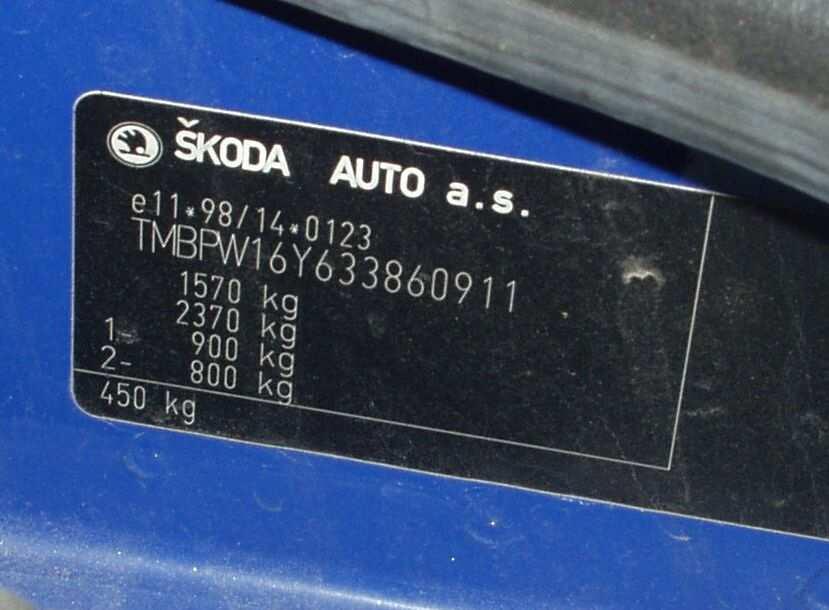 ŠKODA AUTO a.s.
e11*98/14*0123
TMBPW16Y633860911
1570 kg
2370 kg
1- 900 kg
2- 800 kg
450 kg